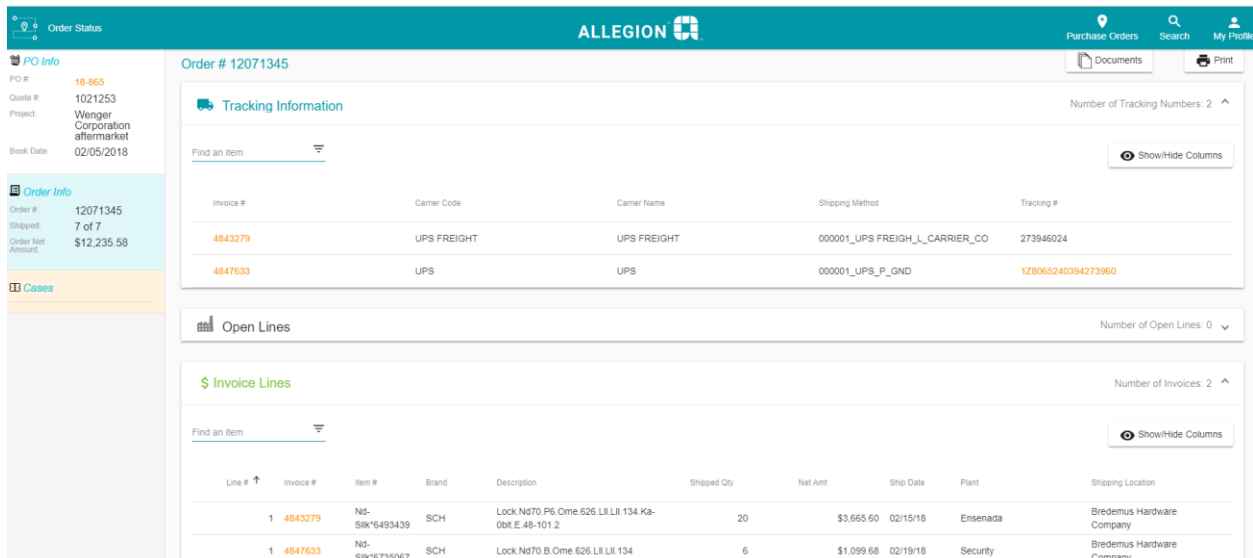 Order Status
ALLEGION
Purchase Orders Search My Profile
PO Info
PO #: 18-865
Quote #: 1021253
Project: Wenger
Corporation
aftermarket
Book Date: 02/05/2018
Order Info
Order #: 12071345
Shipped: 7 of 7
Order Net
Amount: $12,235.58
Cases
Order # 12071345
Documents Print
Tracking Information Number of Tracking Numbers: 2
Find an item Show/Hide Columns
Invoice # Carrier Code Carrier Name Shipping Method Tracking #
4843279 UPS FREIGHT UPS FREIGHT 000001_UPS FREIGH_L_CARRIER_CO 273946024
4847633 UPS UPS 000001_UPS_P_GND 1Z8065240394273960
Open Lines Number of Open Lines: 0
$ Invoice Lines Number of Invoices: 2
Find an item Show/Hide Columns
Line # Invoice # Item # Brand Description Shipped Qty Net Amt Ship Date Plant Shipping Location
1 4843279 Nd-
Sllk*6493439 SCH Lock.Nd70.P6.Ome.626.Lll.Lll.134.Ka-
0bit.E.48-101.2 20 $3,665.60 02/15/18 Ensenada Bredemus Hardware
Company
1 4847633 Nd-
Sllk*6735067 SCH Lock.Nd70.B.Ome.626.Lll.Lll.134 6 $1,099.68 02/19/18 Security Bredemus Hardware
Company